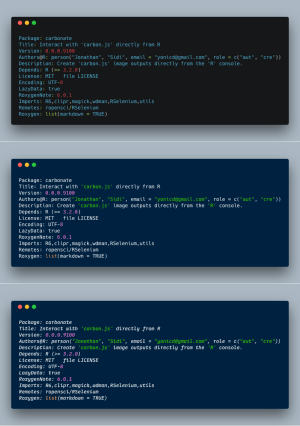 Package: carbonate
Title: Interact with 'carbon.js' directly from R
Version: 0.0.0.9100
Authors@R: person("Jonathan", "Sidi", email = "yonicd@gmail.com", role = c("aut", "cre"))
Description: Create 'carbon.js' image outputs directly from the 'R' console.
Depends: R (>= 3.2.0)
License: MIT + file LICENSE
Encoding: UTF-8
LazyData: true
RoxygenNote: 6.0.1
Imports: R6,clipr,magick,wdman,RSelenium,utils
Remotes: ropensci/RSelenium
Roxygen: list(markdown = TRUE)
Package: carbonate
Title: Interact with 'carbon.js' directly from R
Version: 0.0.0.9100
Authors@R: person("Jonathan", "Sidi", email = "yonicd@gmail.com", role = c("aut", "cre"))
Description: Create 'carbon.js' image outputs directly from the 'R' console.
Depends: R (>= 3.2.0)
License: MIT + file LICENSE
Encoding: UTF-8
LazyData: true
RoxygenNote: 6.0.1
Imports: R6,clipr,magick,wdman,RSelenium,utils
Remotes: ropensci/RSelenium
Roxygen: list(markdown = TRUE)
Package: carbonate
Title: Interact with 'carbon.js' directly from R
Version: 0.0.0.9100
Authors@R: person("Jonathan", "Sidi", email = "yonicd@gmail.com", role = c("aut", "cre"))
Description: Create 'carbon.js' image outputs directly from the 'R' console.
Depends: R (>= 3.2.0)
License: MIT + file LICENSE
Encoding: UTF-8
LazyData: true
RoxygenNote: 6.0.1
Imports: R6,clipr,magick,wdman,RSelenium,utils
Remotes: ropensci/RSelenium
Roxygen: list(markdown = TRUE)